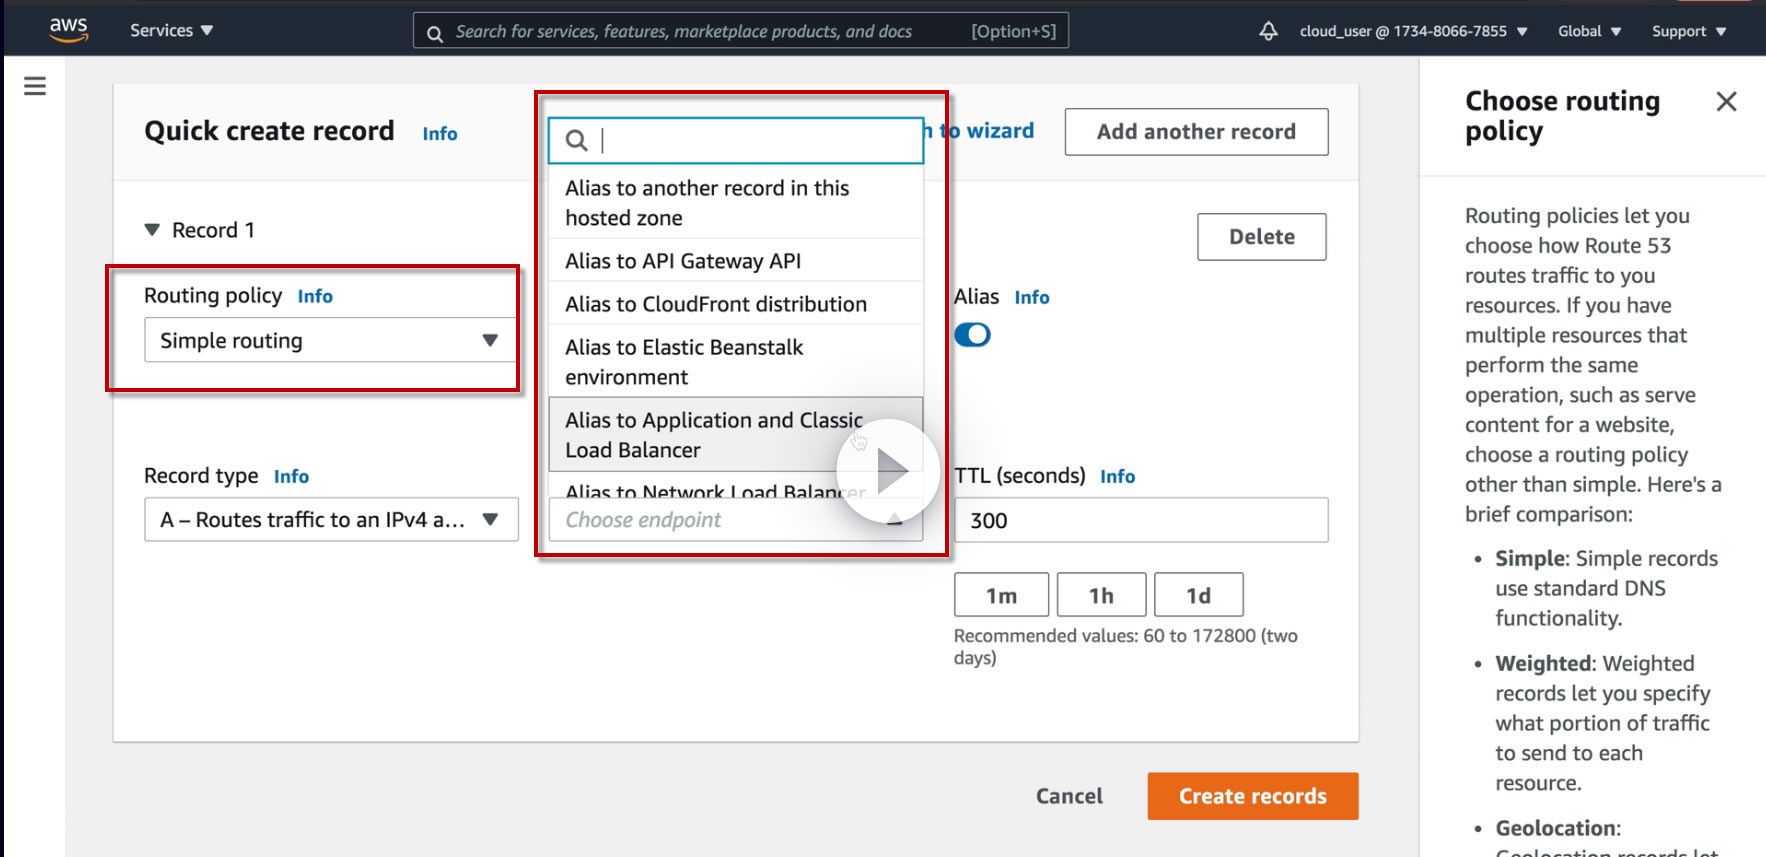 aws
Services ▼
Search for services, features, marketplace products, and docs
[Option+S]
cloud_user @ 1734-8066-7855 ▼
Global ▼
Support ▼
Quick create record
Info
to wizard
Add another record
Record 1
Delete
Routing policy
Info
Simple routing
Alias to another record in this
hosted zone
Alias to API Gateway API
Alias to CloudFront distribution
Alias to Elastic Beanstalk
environment
Alias to Application and Classic
Load Balancer
Alias to Network Load Balancer
Choose endpoint
Alias
Info
Record type
Info
A – Routes traffic to an IPv4 a...
TTL (seconds)
Info
300
1m
1h
1d
Recommended values: 60 to 172800 (two
days)
Cancel
Create records
Choose routing
policy
Routing policies let you
choose how Route 53
routes traffic to you
resources. If you have
multiple resources that
perform the same
operation, such as serve
content for a website,
choose a routing policy
other than simple. Here's a
brief comparison:
• Simple: Simple records
use standard DNS
functionality.
• Weighted: Weighted
records let you specify
what portion of traffic
to send to each
resource.
• Geolocation:
Geolocation records let